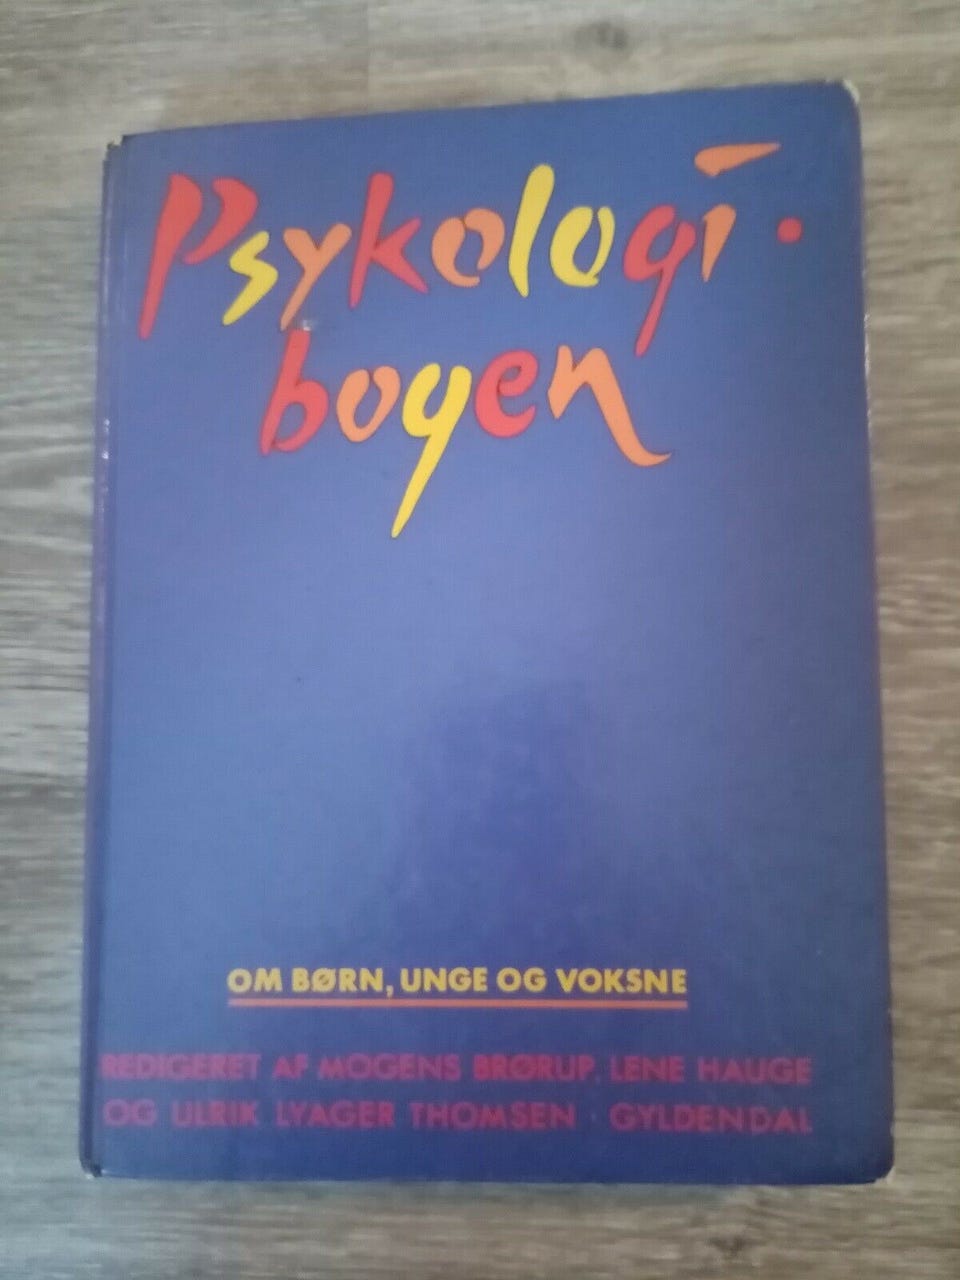 Psykologi·
bogen
OM BØRN, UNGE OG VOKSNE
REDIGERET AF MOGENS BRØRUP, LENE HAUGE
OG ULRIK LYAGER THOMSEN · GYLDENDAL